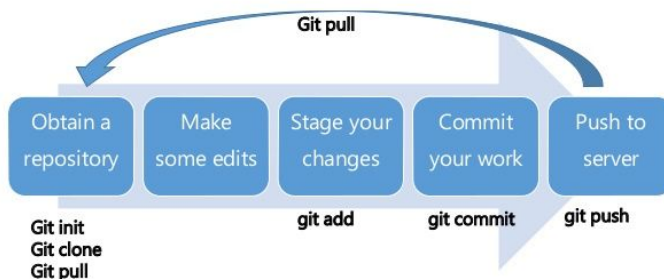 Git pull
Obtain a
repository
Make
some edits
Stage your
changes
Commit
your work
Push to
server
Git init
Git clone
Git pull
git add
git commit
git push